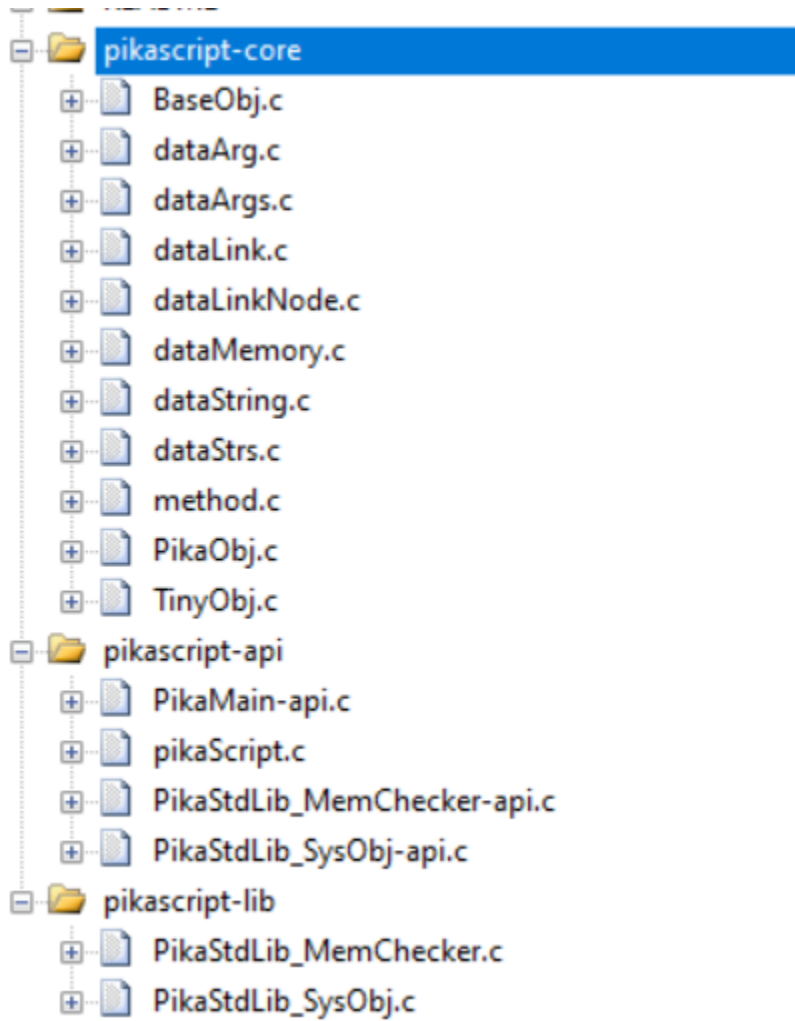 pikascript-core
BaseObj.c
dataArg.c
dataArgs.c
dataLink.c
dataLinkNode.c
dataMemory.c
dataString.c
dataStrs.c
method.c
PikaObj.c
TinyObj.c
pikascript-api
PikaMain-api.c
pikaScript.c
PikaStdLib_MemChecker-api.c
PikaStdLib_SysObj-api.c
pikascript-lib
PikaStdLib_MemChecker.c
PikaStdLib_SysObj.c